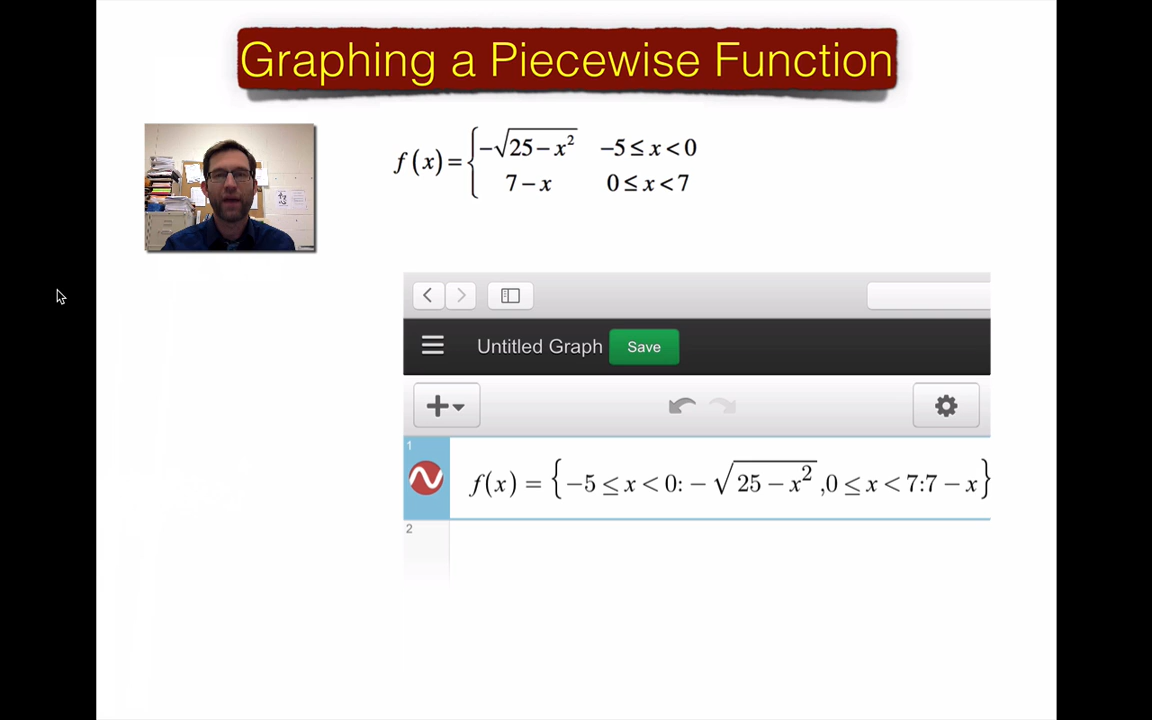 Graphing a Piecewise Function
f(x) = { −√(25−x²)   −5 ≤ x < 0
7−x   0 ≤ x < 7
Untitled Graph Save
1
f(x) = {−5 ≤ x < 0: −√(25 − x²) ,0 ≤ x < 7:7 − x}
2